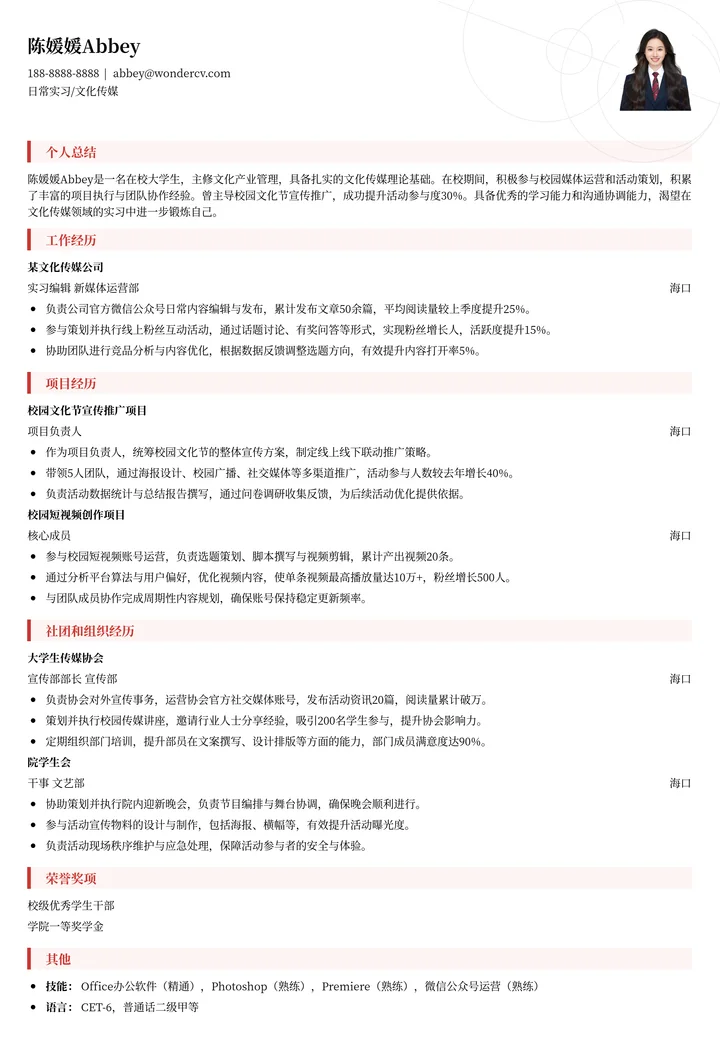 陈媛媛Abbey
188-8888-8888 | abbey@wondercv.com
日常实习/文化传媒
个人总结
陈媛媛Abbey是一名在校大学生，主修文化产业管理，具备扎实的文化传媒理论基础。在校期间，积极参与校园媒体运营和活动策划，积累
了丰富的项目执行与团队协作经验。曾主导校园文化节宣传推广，成功提升活动参与度30%。具备优秀的学习能力和沟通协调能力，渴望在
文化传媒领域的实习中进一步锻炼自己。
工作经历
某文化传媒公司
实习编辑 新媒体运营部 海口
• 负责公司官方微信公众号日常内容编辑与发布，累计发布文章50余篇，平均阅读量较上季度提升25%。
• 参与策划并执行线上粉丝互动活动，通过话题讨论、有奖问答等形式，实现粉丝增长人，活跃度提升15%。
• 协助团队进行竞品分析与内容优化，根据数据反馈调整选题方向，有效提升内容打开率5%。
项目经历
校园文化节宣传推广项目
项目负责人 海口
• 作为项目负责人，统筹校园文化节的整体宣传方案，制定线上线下联动推广策略。
• 带领5人团队，通过海报设计、校园广播、社交媒体等多渠道推广，活动参与人数较去年增长40%。
• 负责活动数据统计与总结报告撰写，通过问卷调研收集反馈，为后续活动优化提供依据。
校园短视频创作项目
核心成员 海口
• 参与校园短视频账号运营，负责选题策划、脚本撰写与视频剪辑，累计产出视频20条。
• 通过分析平台算法与用户偏好，优化视频内容，使单条视频最高播放量达10万+，粉丝增长500人。
• 与团队成员协作完成周期性内容规划，确保账号保持稳定更新频率。
社团和组织经历
大学生传媒协会
宣传部部长 宣传部 海口
• 负责协会对外宣传事务，运营协会官方社交媒体账号，发布活动资讯20篇，阅读量累计破万。
• 策划并执行校园传媒讲座，邀请行业人士分享经验，吸引200名学生参与，提升协会影响力。
• 定期组织部门培训，提升部员在文案撰写、设计排版等方面的能力，部门成员满意度达90%。
院学生会
干事 文艺部 海口
• 协助策划并执行院内迎新晚会，负责节目编排与舞台协调，确保晚会顺利进行。
• 参与活动宣传物料的设计与制作，包括海报、横幅等，有效提升活动曝光度。
• 负责活动现场秩序维护与应急处理，保障活动参与者的安全与体验。
荣誉奖项
校级优秀学生干部
学院一等奖学金
其他
• 技能： Office办公软件（精通）, Photoshop（熟练）, Premiere（熟练）, 微信公众号运营（熟练）
• 语言： CET-6，普通话二级甲等